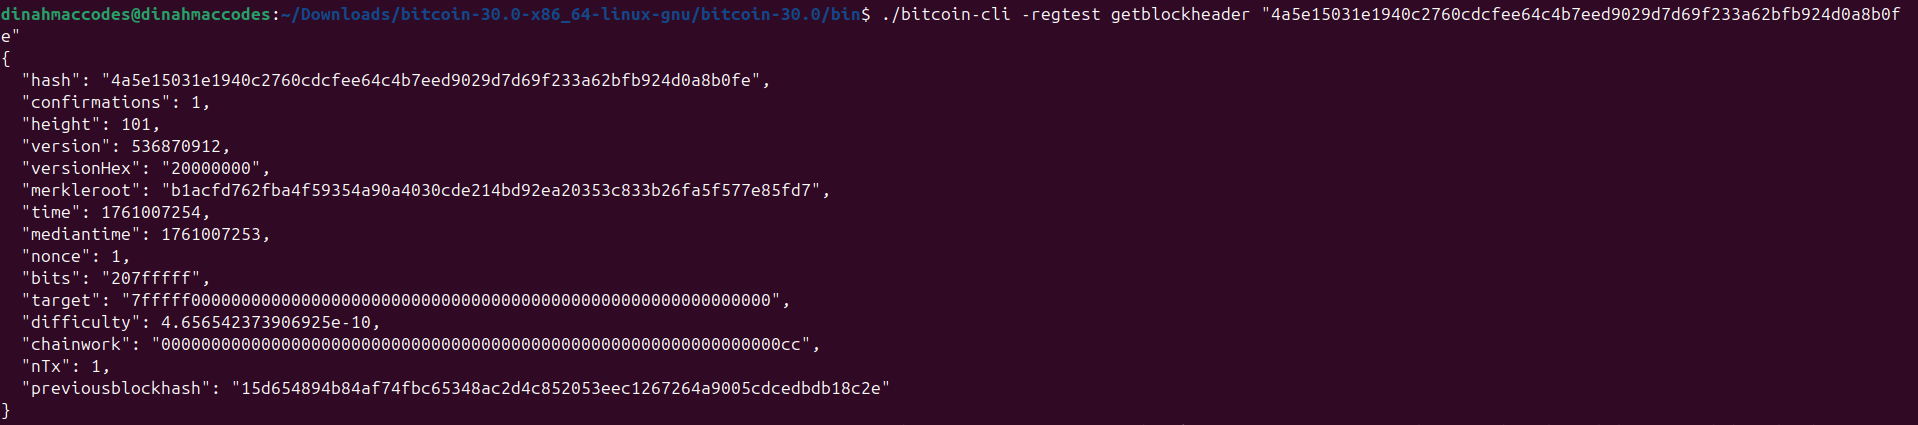 dinahmaccodes@dinahmaccodes:~/Downloads/bitcoin-30.0-x86_64-linux-gnu/bitcoin-30.0/bin$ ./bitcoin-cli -regtest getblockheader "4a5e15031e1940c2760cdcfee64c4b7eed9029d7d69f233a62bfb924d0a8b0f
e"
{
  "hash": "4a5e15031e1940c2760cdcfee64c4b7eed9029d7d69f233a62bfb924d0a8b0fe",
  "confirmations": 1,
  "height": 101,
  "version": 536870912,
  "versionHex": "20000000",
  "merkleroot": "b1acfd762fba4f59354a90a4030cde214bd92ea20353c833b26fa5f577e85fd7",
  "time": 1761007254,
  "mediantime": 1761007253,
  "nonce": 1,
  "bits": "207fffff",
  "target": "7fffff0000000000000000000000000000000000000000000000000000000000",
  "difficulty": 4.656542373906925e-10,
  "chainwork": "00000000000000000000000000000000000000000000000000000000000000cc",
  "nTx": 1,
  "previousblockhash": "15d654894b84af74fbc65348ac2d4c852053eec1267264a9005cdcedbdb18c2e"
}